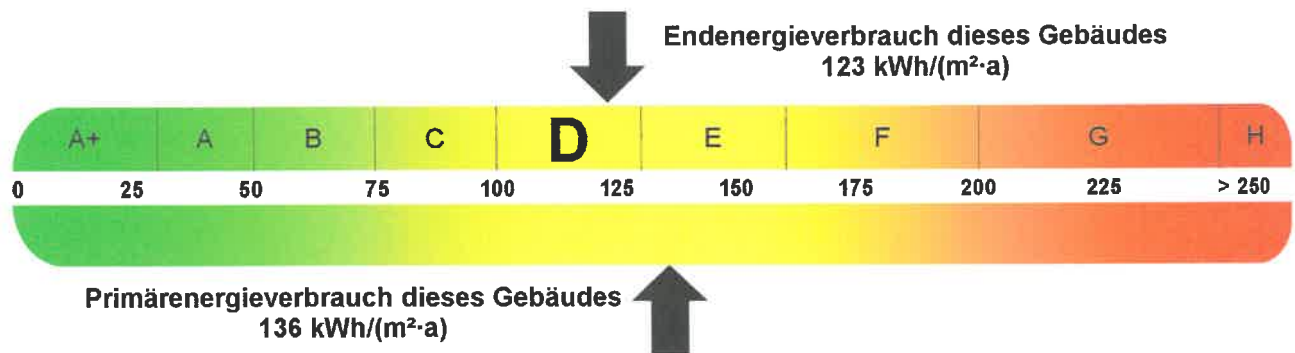 Endenergieverbrauch dieses Gebäudes
123 kWh/(m²·a)
A+ A B C D E F G H
0 25 50 75 100 125 150 175 200 225 > 250
Primärenergieverbrauch dieses Gebäudes
136 kWh/(m²·a)